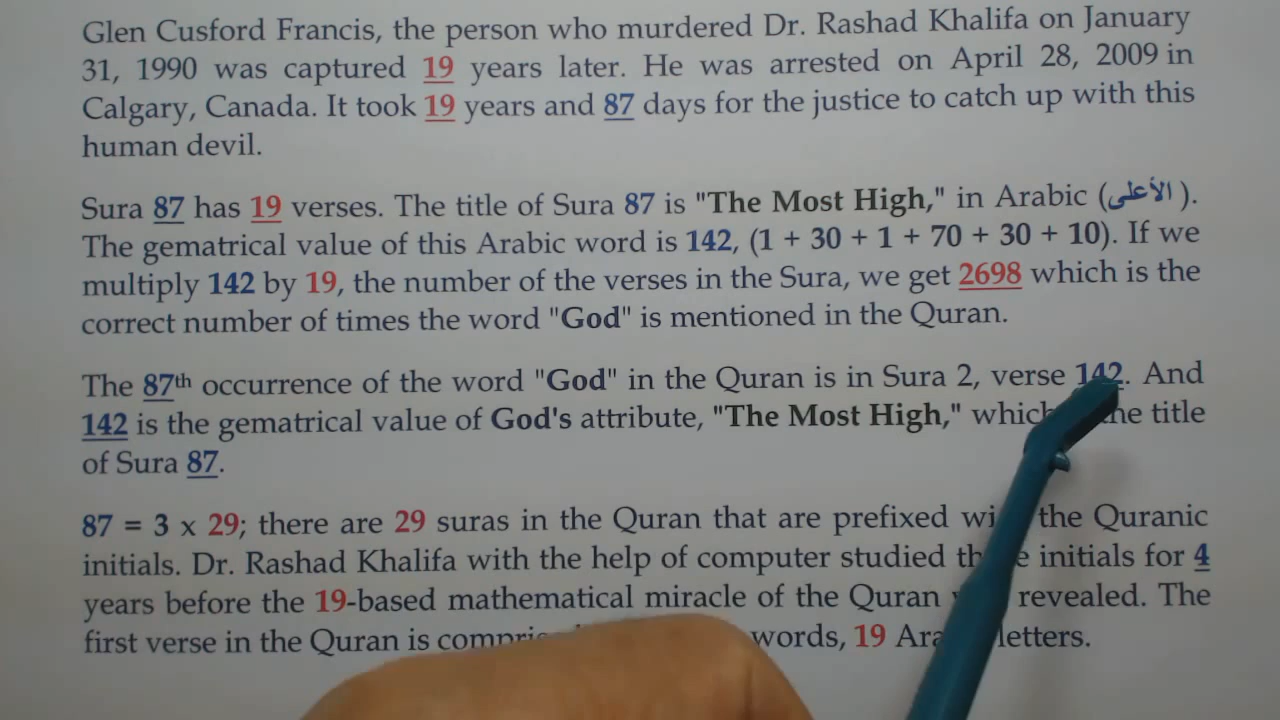 Glen Cusford Francis, the person who murdered Dr. Rashad Khalifa on January
31, 1990 was captured 19 years later. He was arrested on April 28, 2009 in
Calgary, Canada. It took 19 years and 87 days for the justice to catch up with this
human devil.
Sura 87 has 19 verses. The title of Sura 87 is "The Most High," in Arabic (الأعلى).
The gematrical value of this Arabic word is 142, (1 + 30 + 1 + 70 + 30 + 10). If we
multiply 142 by 19, the number of the verses in the Sura, we get 2698 which is the
correct number of times the word "God" is mentioned in the Quran.
The 87th occurrence of the word "God" in the Quran is in Sura 2, verse 142. And
142 is the gematrical value of God's attribute, "The Most High," which the title
of Sura 87.
87 = 3 x 29; there are 29 suras in the Quran that are prefixed with the Quranic
initials. Dr. Rashad Khalifa with the help of computer studied these initials for 4
years before the 19-based mathematical miracle of the Quran revealed. The
first verse in the Quran is words, 19 Arabic letters.